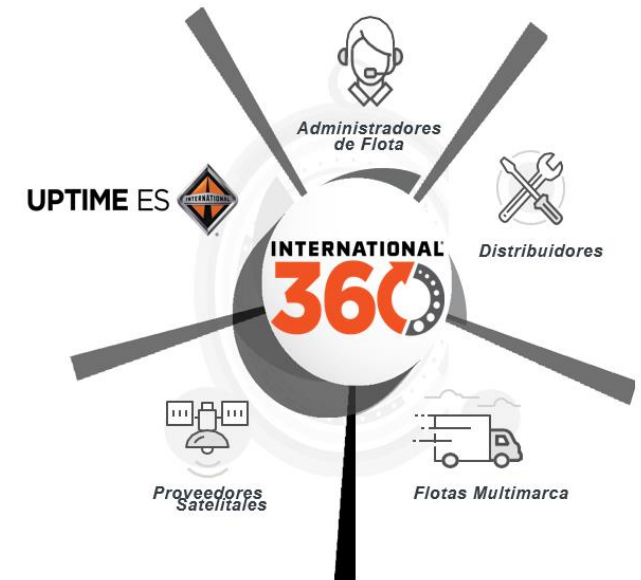 Administradores
de Flota
UPTIME ES
INTERNATIONAL
Distribuidores
INTERNATIONAL
360
Proveedores
Satelitales
Flotas Multimarca